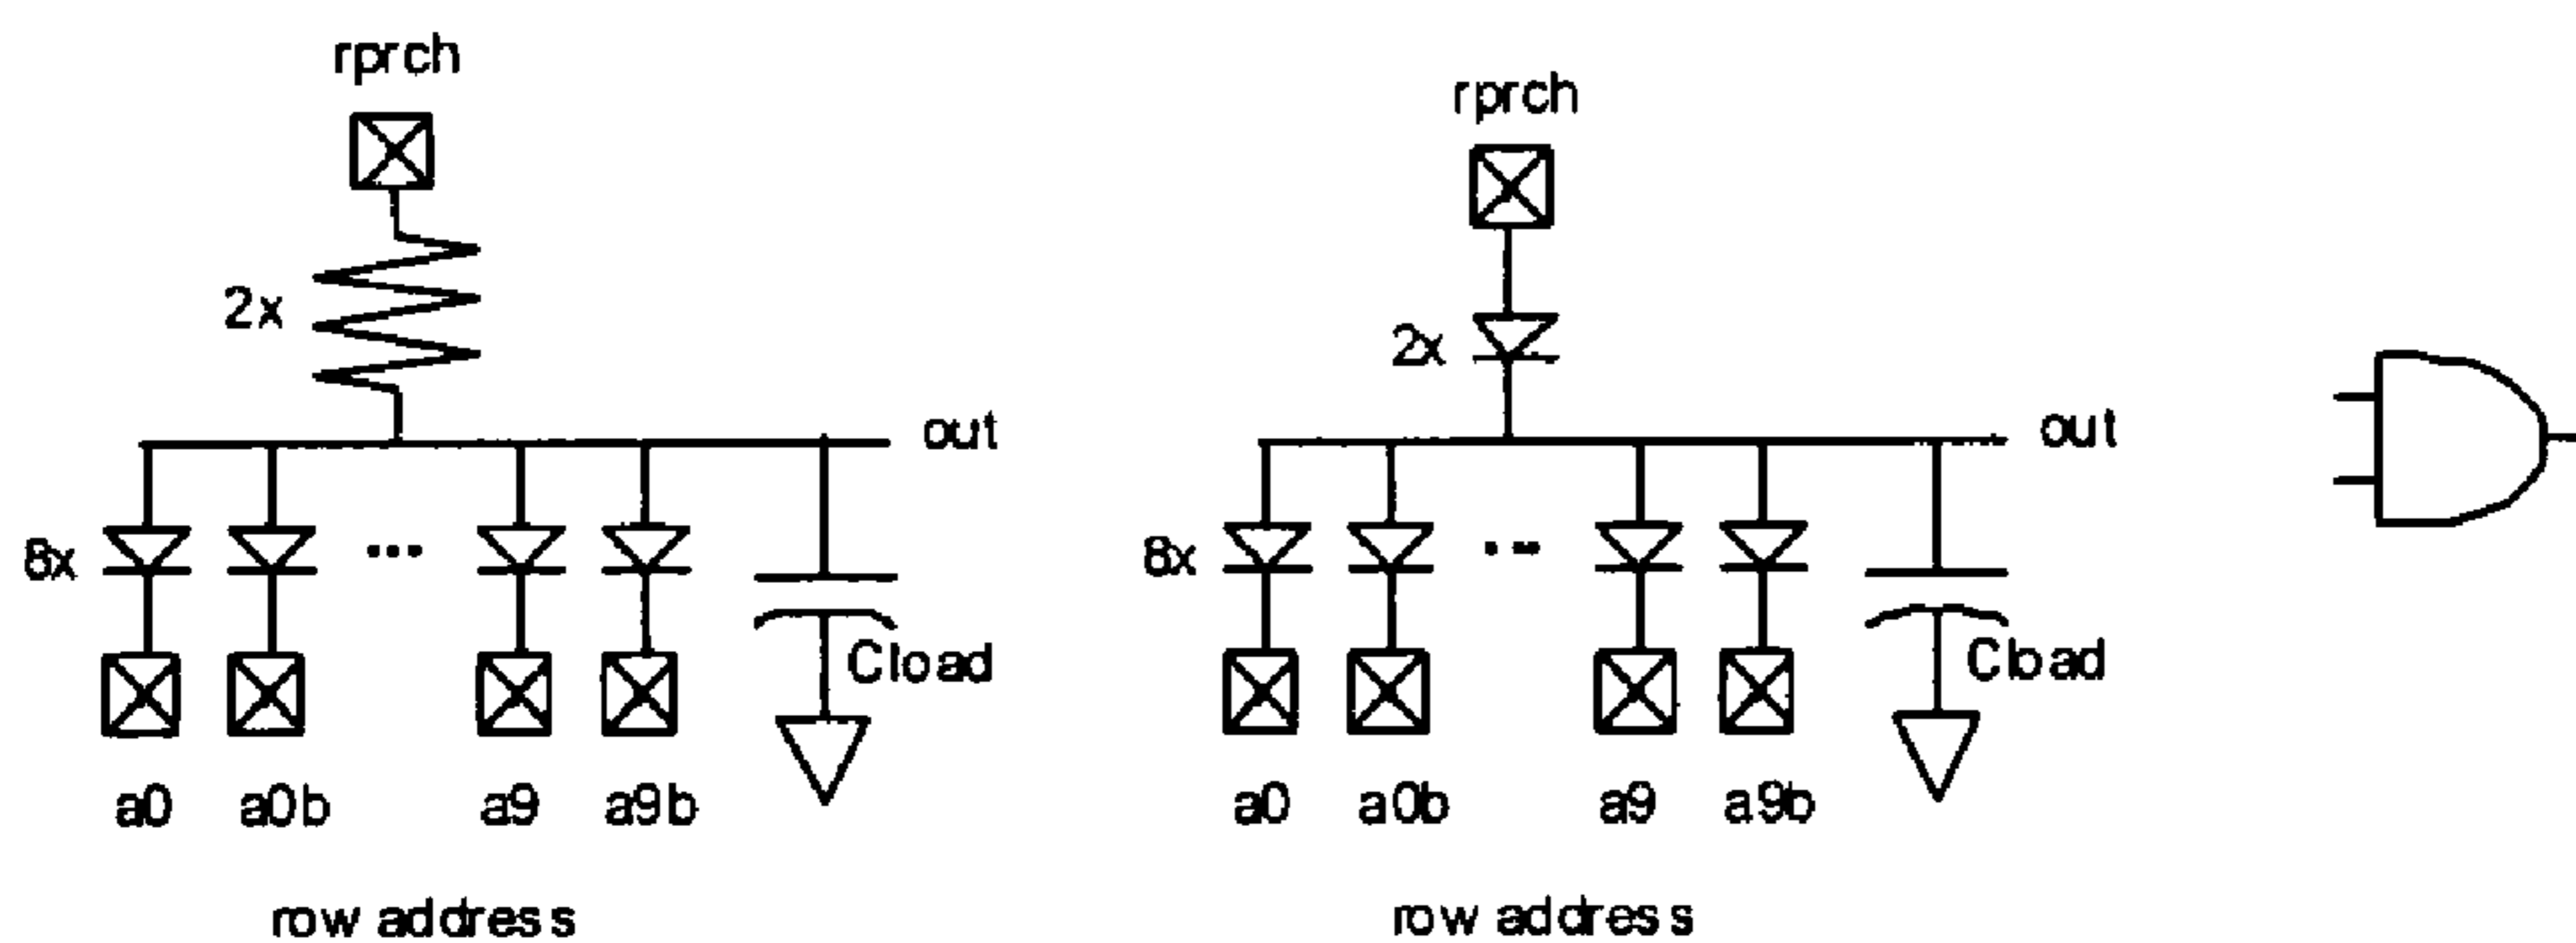 rprch
2x
out
8x
...
Cload
a0 a0b a9 a9b
row address
rprch
2x
out
8x
...
Cload
a0 a0b a9 a9b
row address